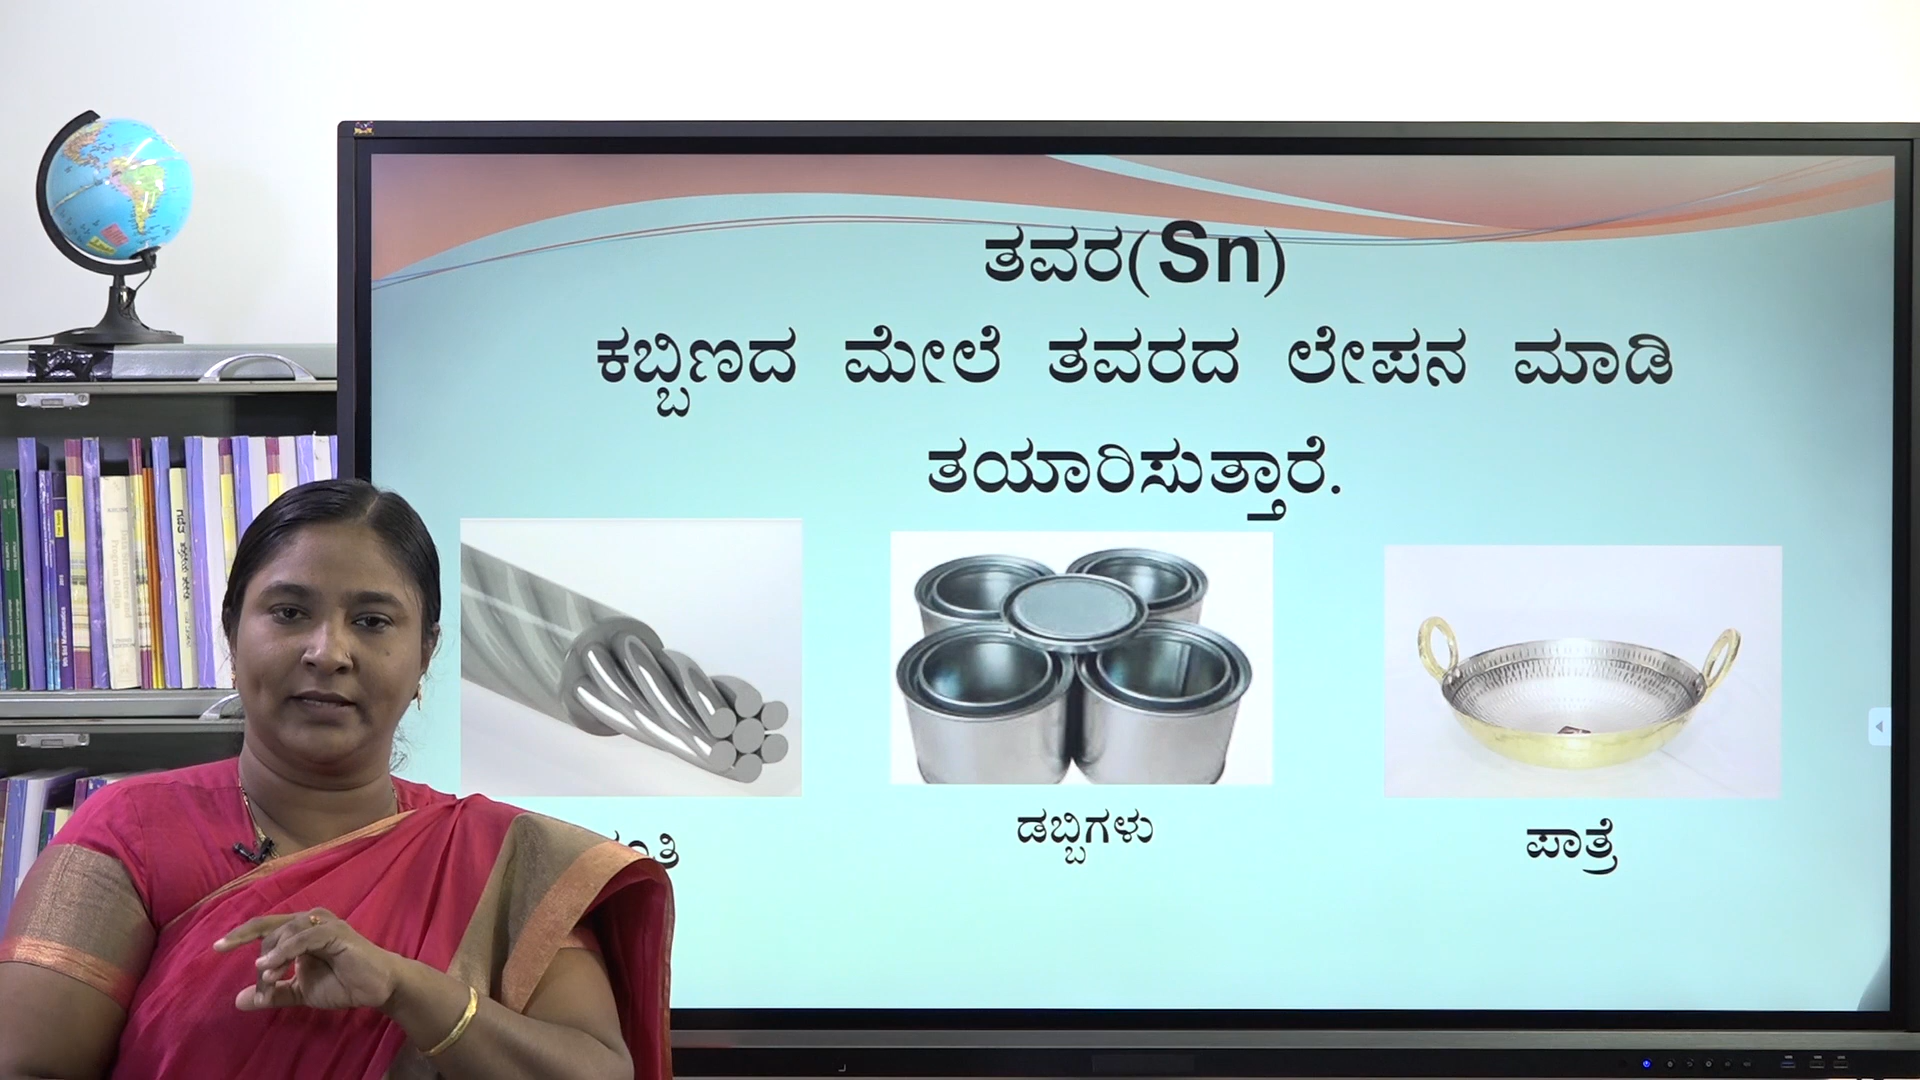 ತವರ(Sn)
ಕಬ್ಬಿಣದ ಮೇಲೆ ತವರದ ಲೇಪನ ಮಾಡಿ
ತಯಾರಿಸುತ್ತಾರೆ.
ಡಬ್ಬಿಗಳು
ಪಾತ್ರೆ